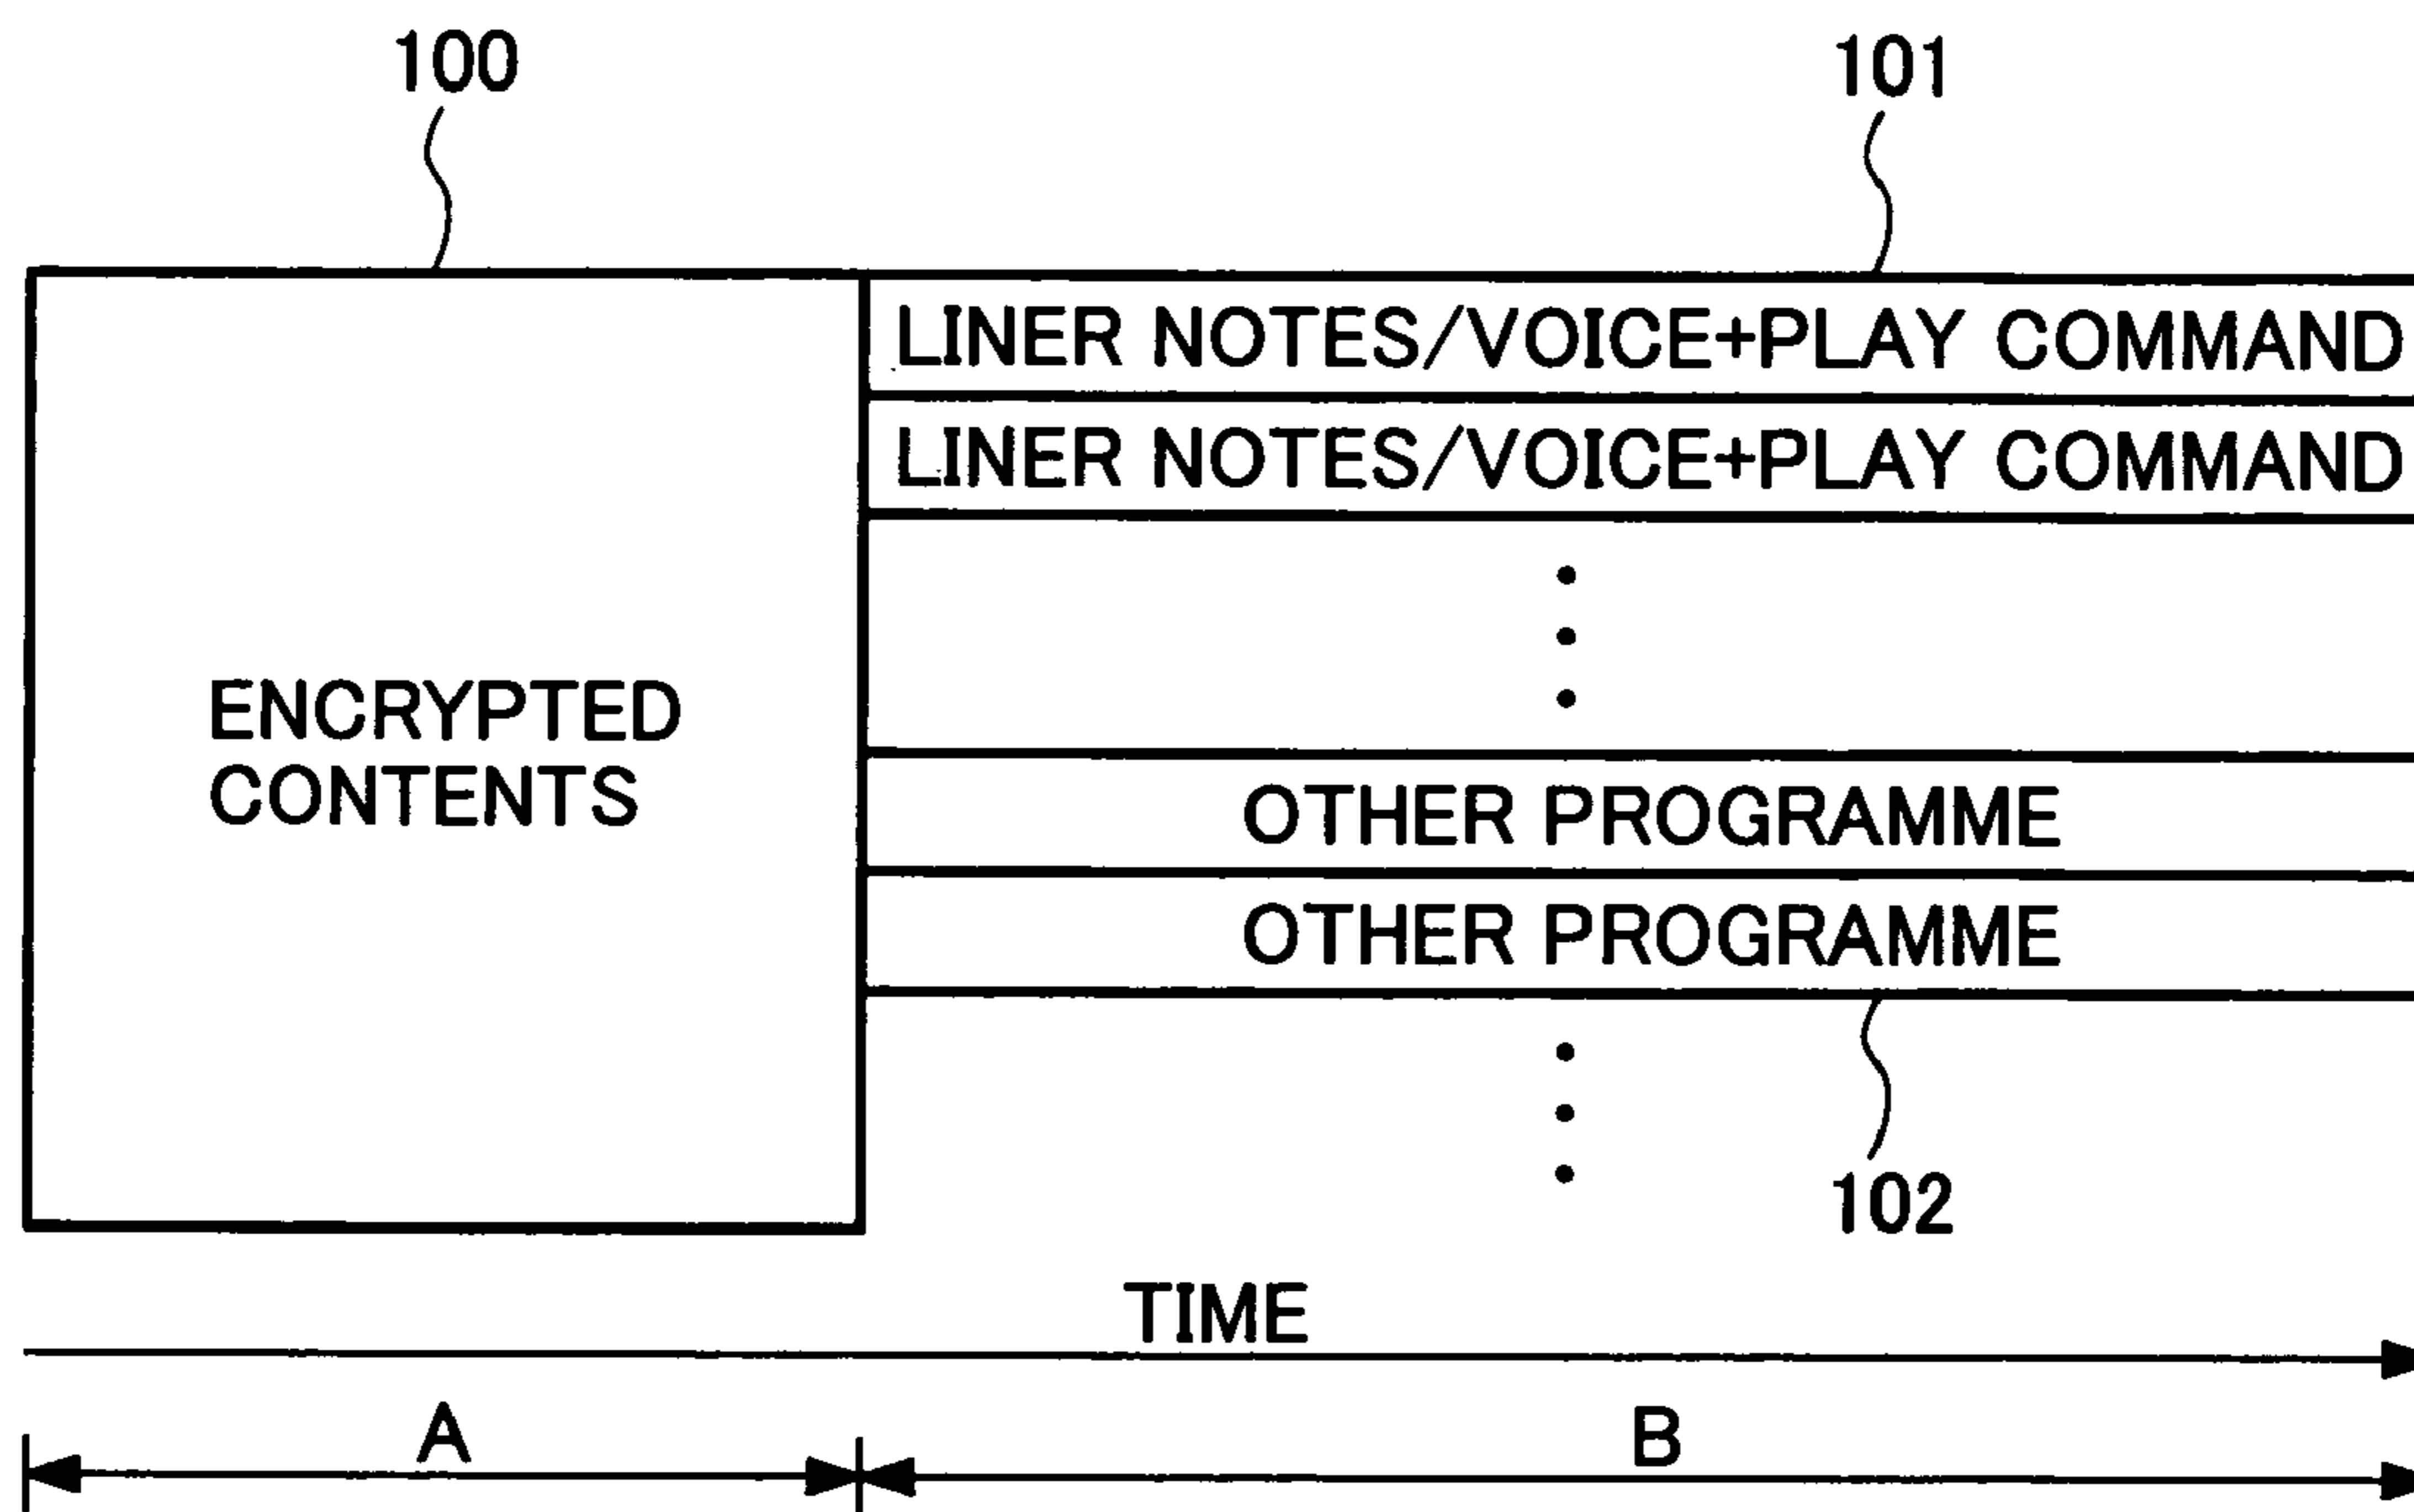 100
101
LINER NOTES/VOICE+PLAY COMMAND
LINER NOTES/VOICE+PLAY COMMAND
ENCRYPTED
CONTENTS
OTHER PROGRAMME
OTHER PROGRAMME
102
TIME
A
B